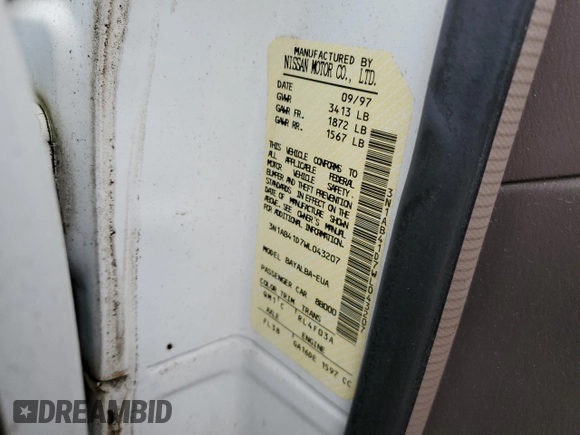 MANUFACTURED BY
NISSAN MOTOR CO., LTD.
DATE 09/97
GVWR 3413 LB
GAWR FR. 1872 LB
GAWR RR. 1567 LB
THIS VEHICLE CONFORMS TO
ALL APPLICABLE FEDERAL
MOTOR VEHICLE SAFETY,
BUMPER AND THEFT PREVENTION
STANDARDS IN EFFECT ON THE
DATE OF MANUFACTURE SHOWN
ABOVE. SEE OWNER'S MANUAL
FOR ADDITIONAL INFORMATION.
3N1AB41D7WL043207
MODEL BAYALBA-EUA
PASSENGER CAR 88000
COLOR TRIM TRANS
QM1 C RL4F03A
AXLE ENGINE
FL38 GA16DE 1597 CC
3N1AB41D7WL043207
DREAMBID